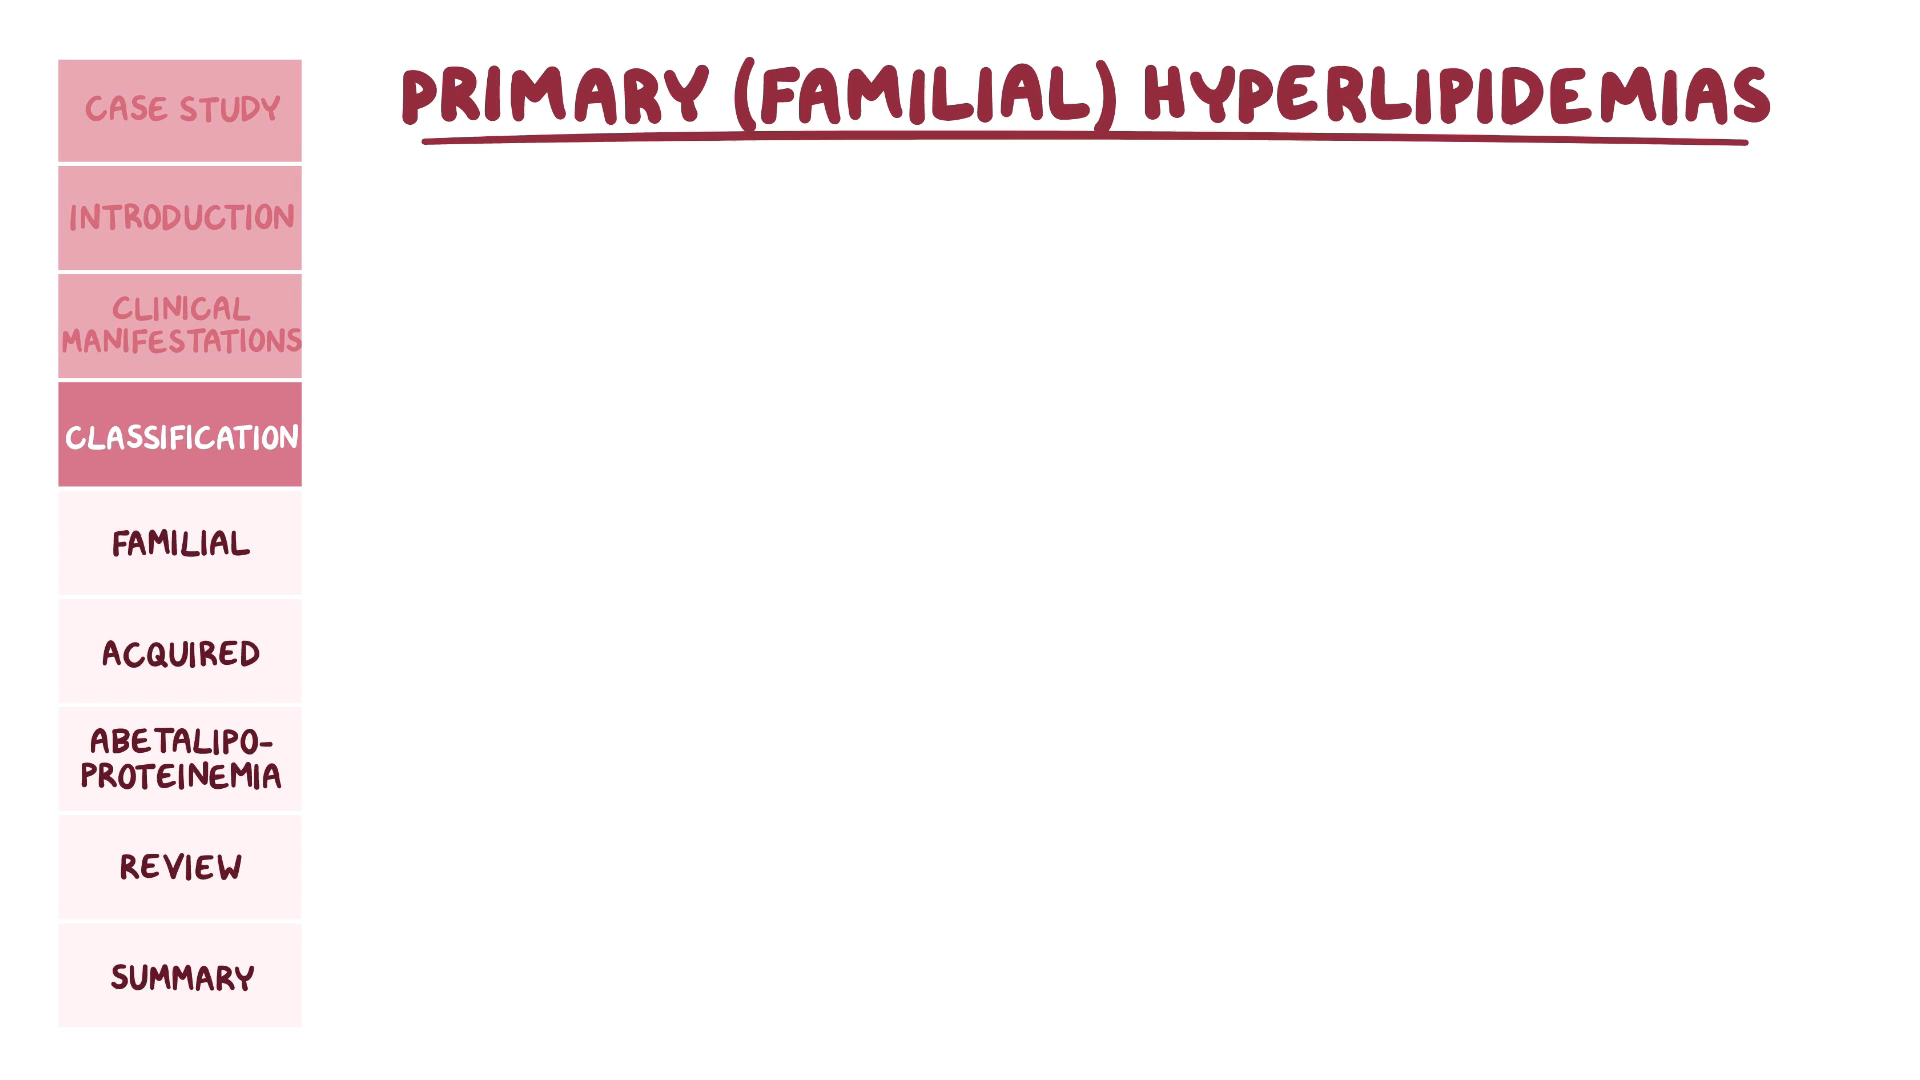 PRIMARY (FAMILIAL) HYPERLIPIDEMIAS
CASE STUDY
INTRODUCTION
CLINICAL
MANIFESTATIONS
CLASSIFICATION
FAMILIAL
ACQUIRED
ABETALIPO-
PROTEINEMIA
REVIEW
SUMMARY